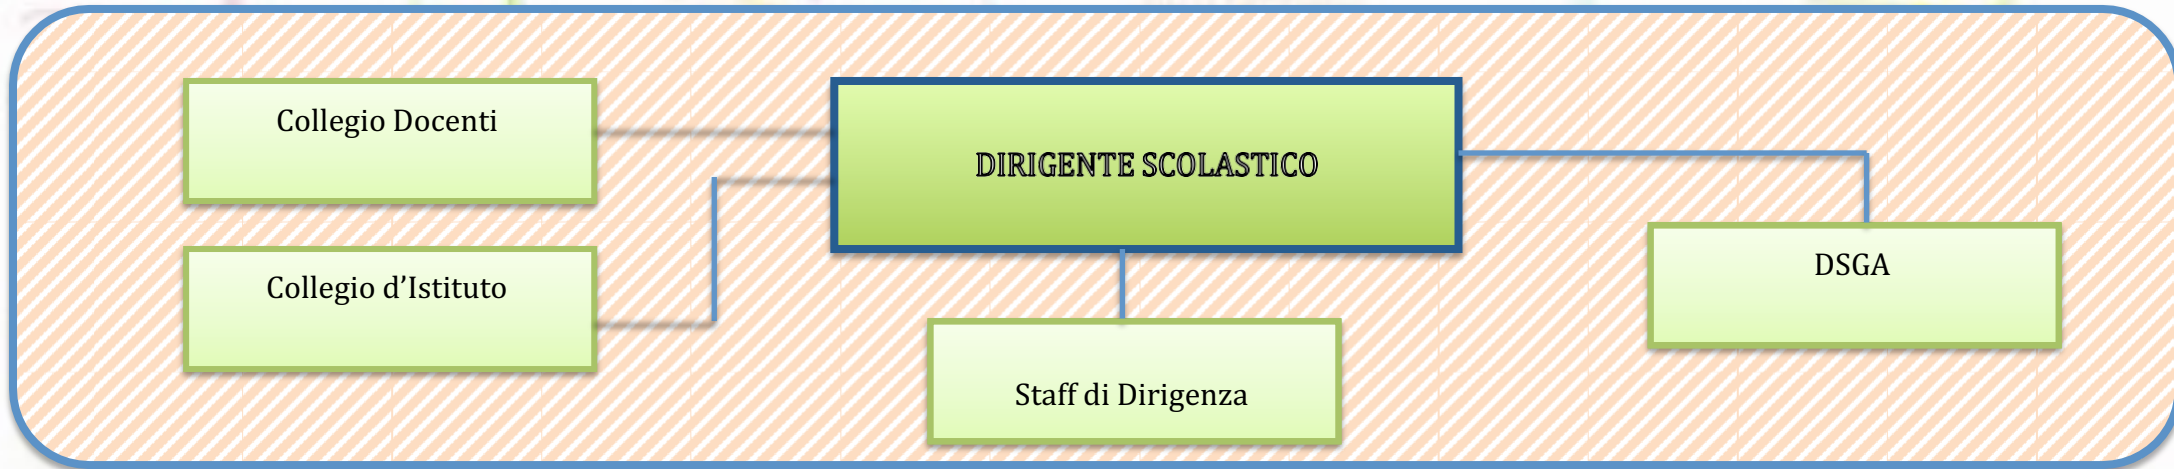 Collegio Docenti
DIRIGENTE SCOLASTICO
Collegio d’Istituto
DSGA
Staff di Dirigenza